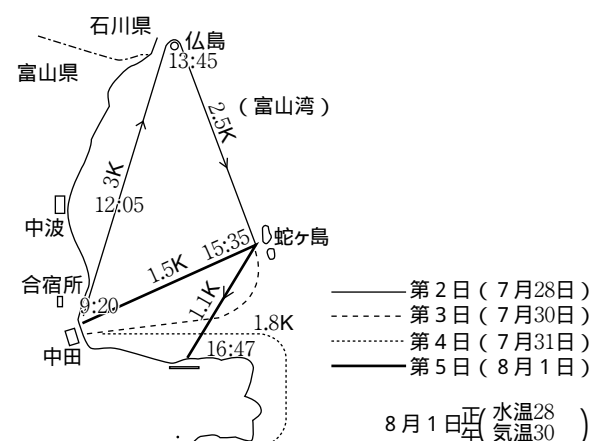 石川県
仏島
13:45
富山県
2.5K
(富山湾)
3K
12:05
中波
15:35
蛇ヶ島
1.5K
合宿所
9:20
1.1K
1.8K
中田
16:47
第2日(7月28日)
第3日(7月30日)
第4日(7月31日)
第5日(8月1日)
8月1日正午(水温28
気温30)